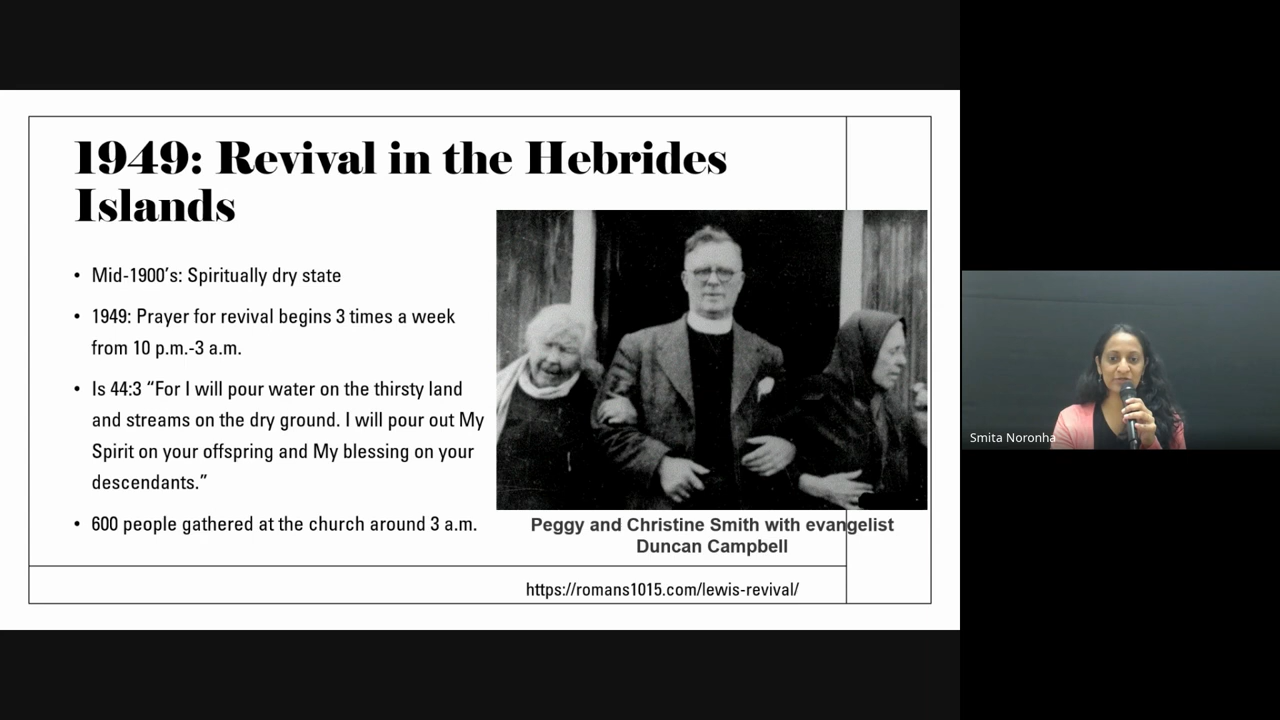 1949: Revival in the Hebrides
Islands
• Mid-1900’s: Spiritually dry state
• 1949: Prayer for revival begins 3 times a week
from 10 p.m.-3 a.m.
• Is 44:3 “For I will pour water on the thirsty land
and streams on the dry ground. I will pour out My
Spirit on your offspring and My blessing on your
descendants.”
• 600 people gathered at the church around 3 a.m.
Peggy and Christine Smith with evangelist
Duncan Campbell
https://romans1015.com/lewis-revival/
Smita Noronha